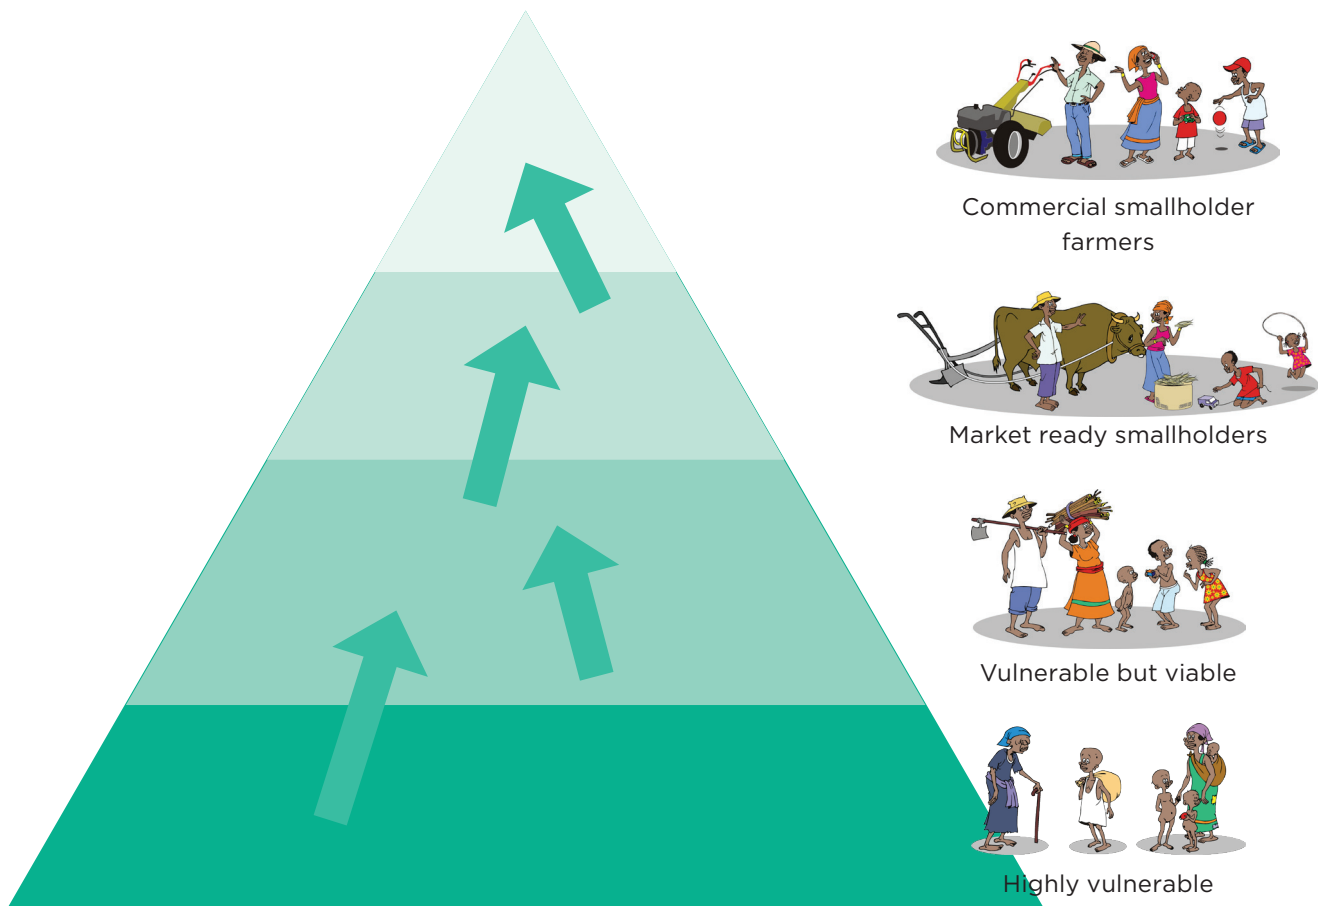 Commercial smallholder
farmers
Market ready smallholders
Vulnerable but viable
Highly vulnerable